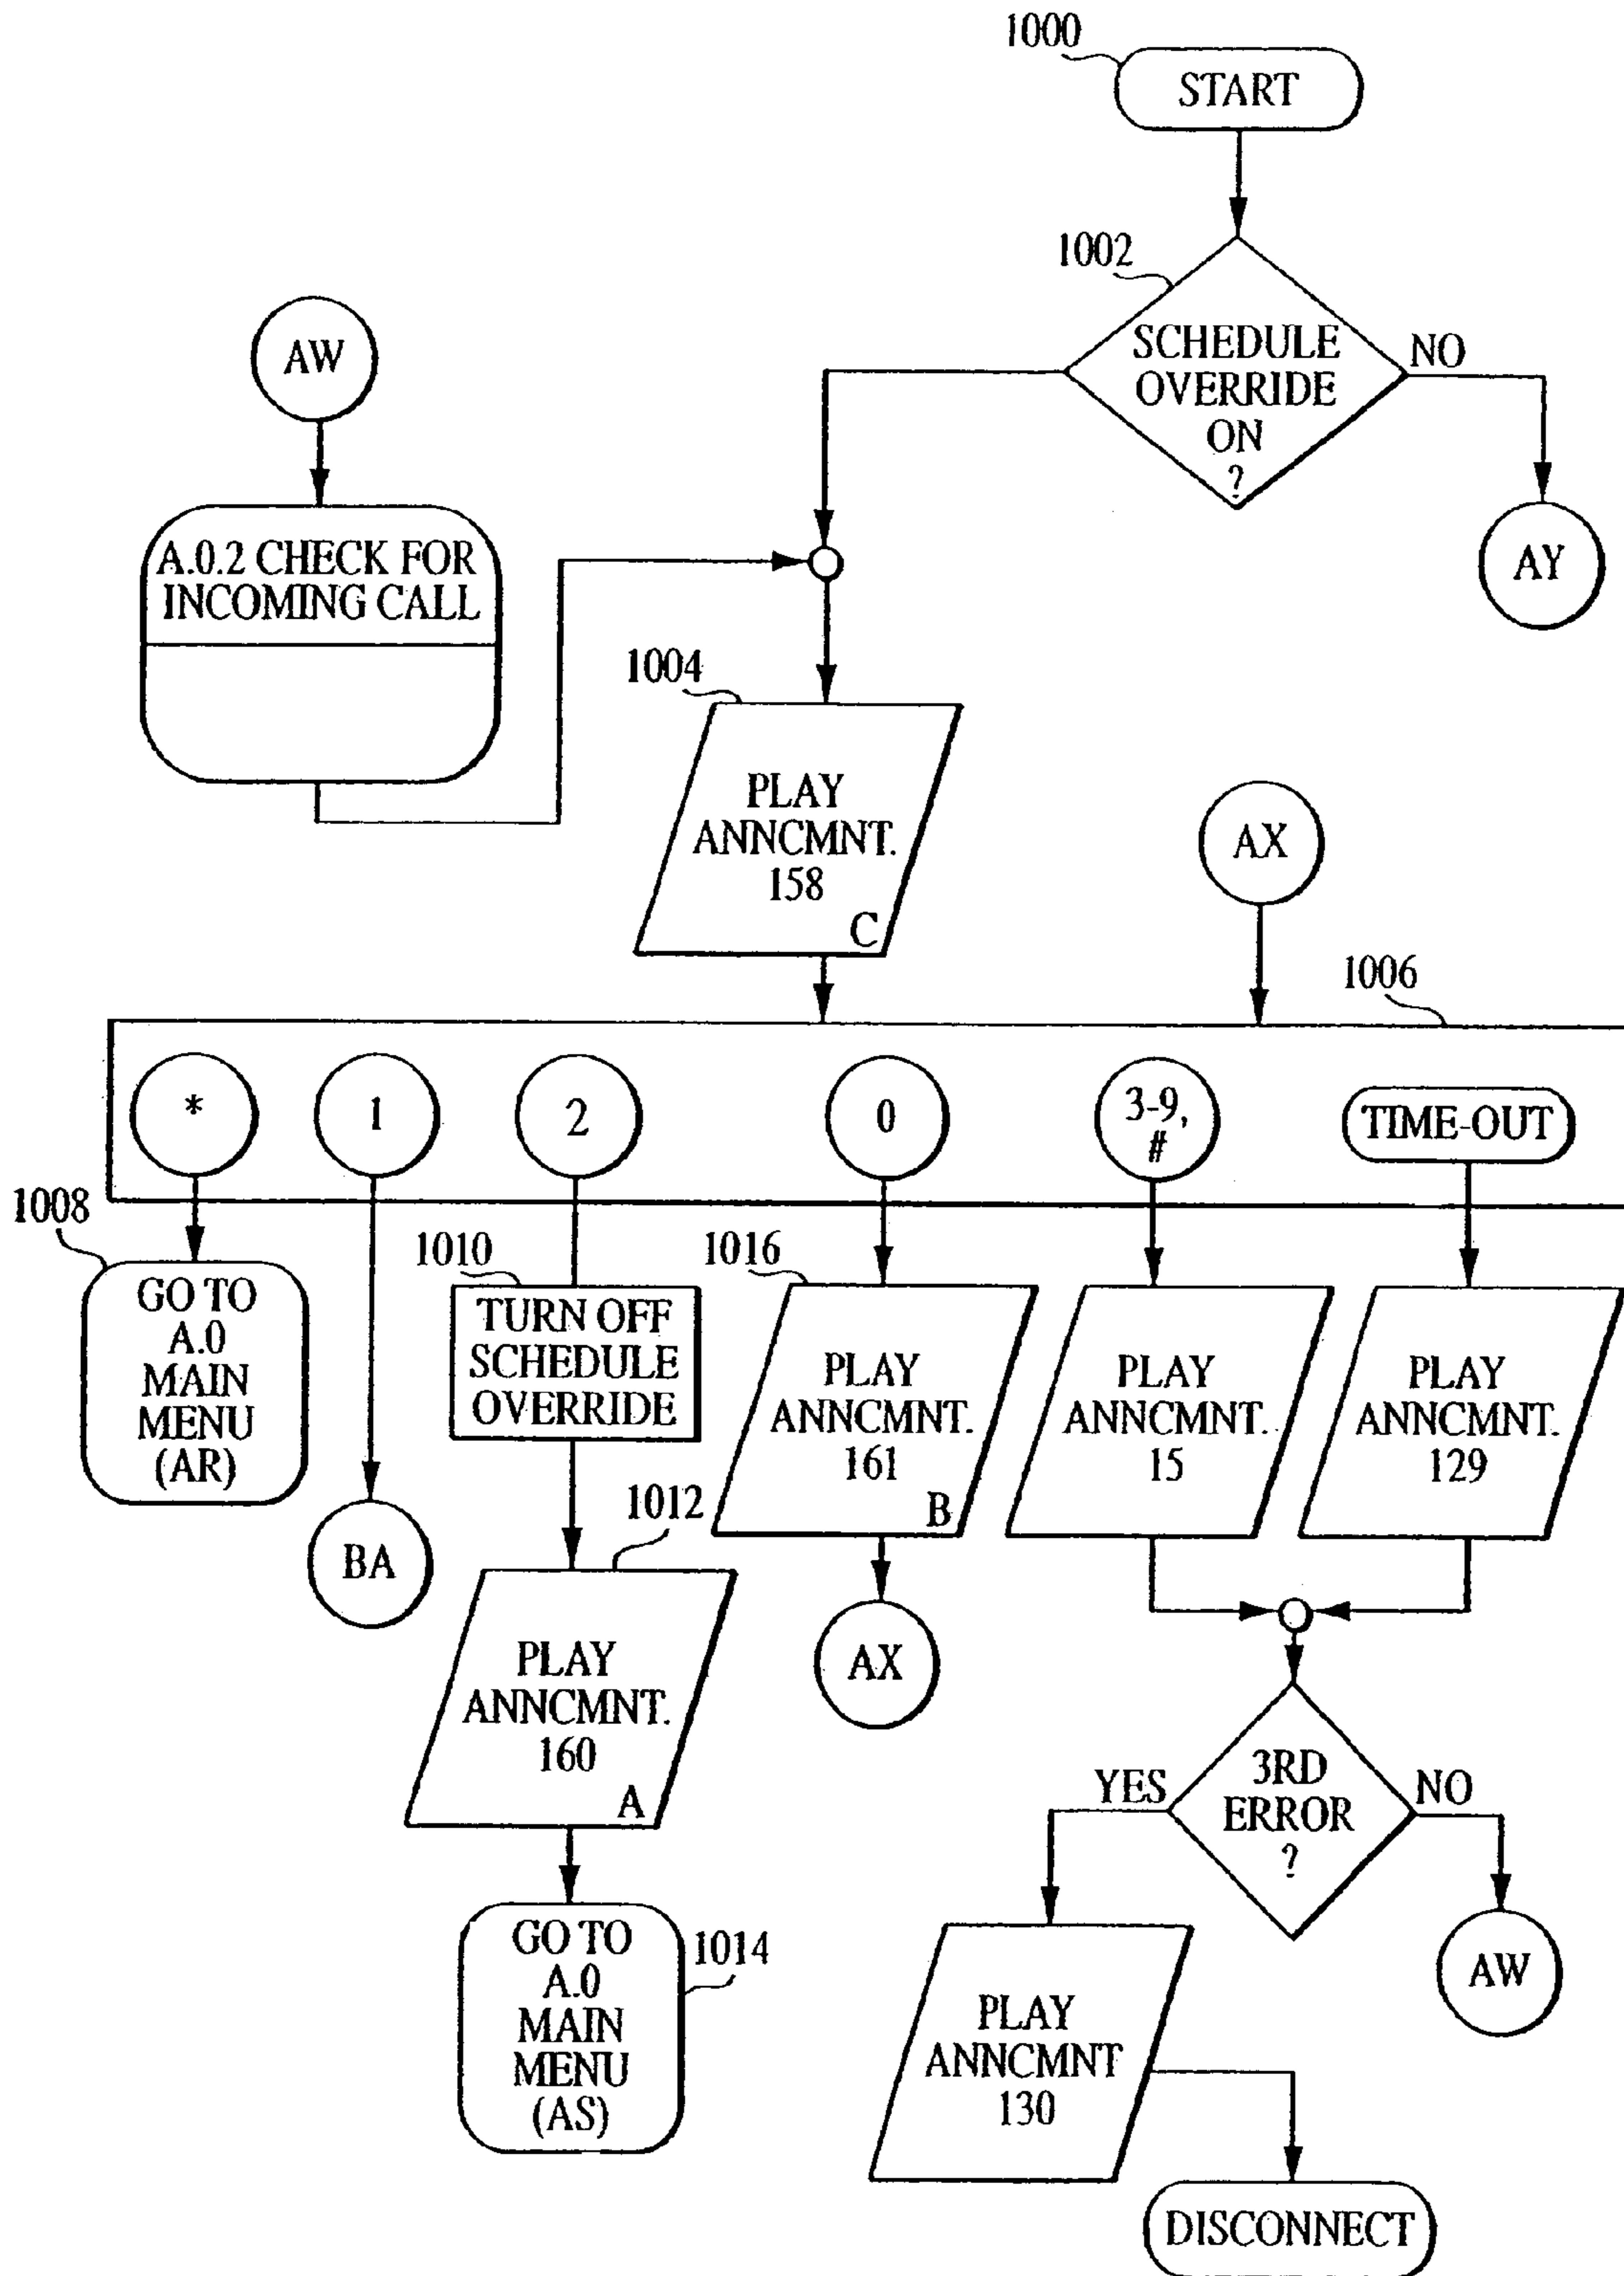 1000
START
1002
SCHEDULE
OVERRIDE
ON
?
NO
AY
AW
A.0.2 CHECK FOR
INCOMING CALL
1004
PLAY
ANNCMNT.
158
C
AX
1006
*
1
2
0
3-9,
#
TIME-OUT
1008
GO TO
A.0
MAIN
MENU
(AR)
BA
1010
TURN OFF
SCHEDULE
OVERRIDE
1012
PLAY
ANNCMNT.
160
A
GO TO
A.0
MAIN
MENU
(AS)
1014
1016
PLAY
ANNCMNT.
161
B
AX
PLAY
ANNCMNT.
15
PLAY
ANNCMNT.
129
3RD
ERROR
?
YES
NO
AW
PLAY
ANNCMNT
130
DISCONNECT